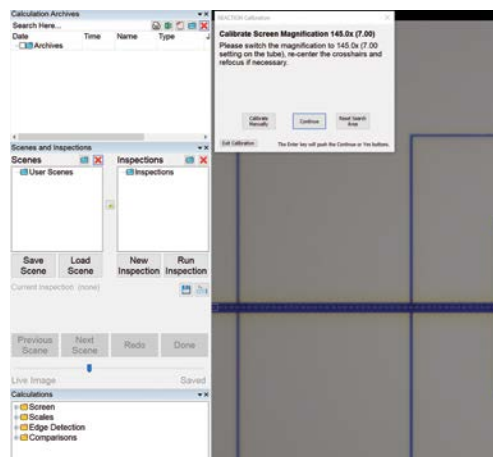 Calculation Archives
Search Here...
Date Time Name Type
Archives
Scenes and Inspections
Scenes Inspections
User Scenes Inspections
Save Scene
Load Scene
New Inspection
Run Inspection
Current Inspection (none)
Previous Scene
Next Scene
Redo
Done
Live Image Saved
Calculations
Screen
Scales
Edge Detection
Comparisons
Calibration
Calibrate Screen Magnification 145.0x (7.00)
Please switch the magnification to 145.0x (7.00
setting on the tube), re-center the crosshairs and
refocus if necessary.
Calibrate Manually
Continue
Reset Search Area
Exit Calibration
The Enter key will push the Continue or Yes buttons.